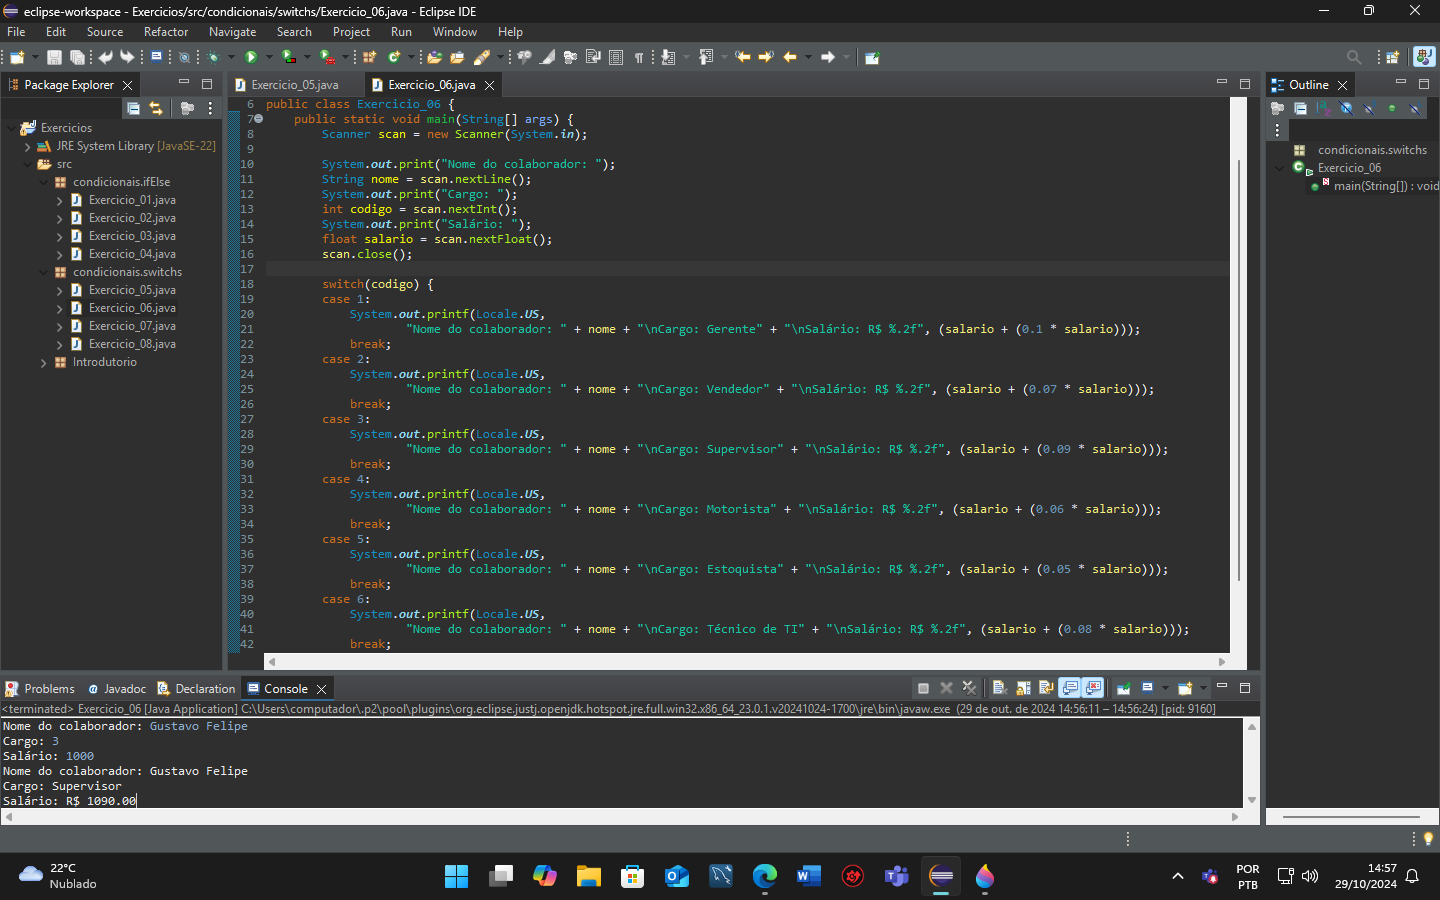 eclipse-workspace - Exercicios/src/condicionais/switchs/Exercicio_06.java - Eclipse IDE
File Edit Source Refactor Navigate Search Project Run Window Help
Package Explorer
Exercicios
JRE System Library [JavaSE-22]
src
condicionais.ifElse
Exercicio_01.java
Exercicio_02.java
Exercicio_03.java
Exercicio_04.java
condicionais.switchs
Exercicio_05.java
Exercicio_06.java
Exercicio_07.java
Exercicio_08.java
Introdutorio
Exercicio_05.java Exercicio_06.java
6 public class Exercicio_06 {
7 public static void main(String[] args) {
8 Scanner scan = new Scanner(System.in);
9
10 System.out.print("Nome do colaborador: ");
11 String nome = scan.nextLine();
12 System.out.print("Cargo: ");
13 int codigo = scan.nextInt();
14 System.out.print("Salário: ");
15 float salario = scan.nextFloat();
16 scan.close();
17
18 switch(codigo) {
19 case 1:
20 System.out.printf(Locale.US,
21 "Nome do colaborador: " + nome + "\nCargo: Gerente" + "\nSalário: R$ %.2f", (salario + (0.1 * salario)));
22 break;
23 case 2:
24 System.out.printf(Locale.US,
25 "Nome do colaborador: " + nome + "\nCargo: Vendedor" + "\nSalário: R$ %.2f", (salario + (0.07 * salario)));
26 break;
27 case 3:
28 System.out.printf(Locale.US,
29 "Nome do colaborador: " + nome + "\nCargo: Supervisor" + "\nSalário: R$ %.2f", (salario + (0.09 * salario)));
30 break;
31 case 4:
32 System.out.printf(Locale.US,
33 "Nome do colaborador: " + nome + "\nCargo: Motorista" + "\nSalário: R$ %.2f", (salario + (0.06 * salario)));
34 break;
35 case 5:
36 System.out.printf(Locale.US,
37 "Nome do colaborador: " + nome + "\nCargo: Estoquista" + "\nSalário: R$ %.2f", (salario + (0.05 * salario)));
38 break;
39 case 6:
40 System.out.printf(Locale.US,
41 "Nome do colaborador: " + nome + "\nCargo: Técnico de TI" + "\nSalário: R$ %.2f", (salario + (0.08 * salario)));
42 break;
Outline
condicionais.switchs
Exercicio_06
main(String[]) : void
Problems Javadoc Declaration Console
<terminated> Exercicio_06 [Java Application] C:\Users\computador\.p2\pool\plugins\org.eclipse.justj.openjdk.hotspot.jre.full.win32.x86_64_23.0.1.v20241024-1700\jre\bin\javaw.exe (29 de out. de 2024 14:56:11 – 14:56:24) [pid: 9160]
Nome do colaborador: Gustavo Felipe
Cargo: 3
Salário: 1000
Nome do colaborador: Gustavo Felipe
Cargo: Supervisor
Salário: R$ 1090.00
22°C
Nublado
POR
PTB
14:57
29/10/2024